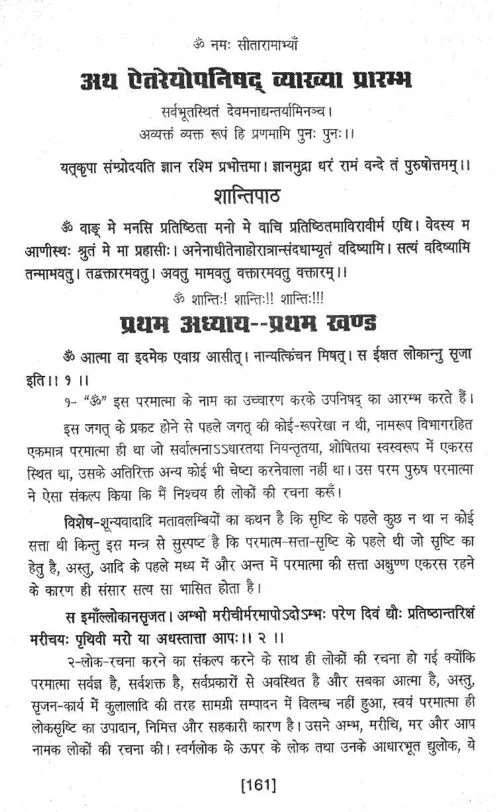 ॐ नमः सीतारामाभ्याँ
अथ ऐतरेयोपनिषद् व्याख्या प्रारम्भ
सर्वभूतस्थितं देवमनाद्यन्तर्यामिनञ्च।
अव्यक्तं व्यक्त रूपं हि प्रणमामि पुनः पुनः।।
यत्कृपा संम्प्रोदयति ज्ञान रश्मि प्रभोत्तमा। ज्ञानमुद्रा धरं रामं वन्दे तं पुरुषोत्तमम्।।
शान्तिपाठ
ॐ वाङ् मे मनसि प्रतिष्ठिता मनो मे वाचि प्रतिष्ठितमाविरावीर्म एधि। वेदस्य म
आणीस्थः श्रुतं मे मा प्रहासीः। अनेनाधीतेनाहोरात्रान्संदधाम्यृतं वदिष्यामि। सत्यं वदिष्यामि
तन्मामवतु। तद्वक्तारमवतु। अवतु मामवतु वक्तारमवतु वक्तारम्।।
ॐ शान्तिः! शान्तिः!! शान्तिः!!!
प्रथम अध्याय--प्रथम खण्ड
ॐ आत्मा वा इदमेक एवाग्र आसीत्। नान्यत्किंचन मिषत्। स ईक्षत लोकान्नु सृजा
इति।। १ ।।
१- “ॐ” इस परमात्मा के नाम का उच्चारण करके उपनिषद् का आरम्भ करते हैं।
इस जगत् के प्रकट होने से पहले जगत् की कोई-रूपरेखा न थी, नामरूप विभागरहित
एकमात्र परमात्मा ही था जो सर्वात्मनाऽऽधारतया नियन्तृतया, शोषितया स्वस्वरूप में एकरस
स्थित था, उसके अतिरिक्त अन्य कोई भी चेष्टा करनेवाला नहीं था। उस परम पुरुष परमात्मा
ने ऐसा संकल्प किया कि मैं निश्चय ही लोकों की रचना करूँ।
विशेष-शून्यवादादि मतावलम्बियों का कथन है कि सृष्टि के पहले कुछ न था न कोई
सत्ता थी किन्तु इस मन्त्र से सुस्पष्ट है कि परमात्म-सत्ता-सृष्टि के पहले थी जो सृष्टि का
हेतु है, अस्तु, आदि के पहले मध्य में और अन्त में परमात्मा की सत्ता अक्षुण्ण एकरस रहने
के कारण ही संसार सत्य सा भासित होता है।
स इमाँल्लोकानसृजत। अम्भो मरीचीर्मरमापोऽदोऽम्भः परेण दिवं द्यौः प्रतिष्ठान्तरिक्षं
मरीचयः पृथिवी मरो या अधस्तात्ता आपः।। २ ।।
२-लोक-रचना करने का संकल्प करने के साथ ही लोकों की रचना हो गई क्योंकि
परमात्मा सर्वज्ञ है, सर्वशक्त है, सर्वप्रकारों से अवस्थित है और सबका आत्मा है, अस्तु,
सृजन-कार्य में कुलालादि की तरह सामग्री सम्पादन में विलम्ब नहीं हुआ, स्वयं परमात्मा ही
लोकसृष्टि का उपादान, निमित्त और सहकारी कारण है। उसने अम्भ, मरीचि, मर और आप
नामक लोकों की रचना की। स्वर्गलोक के ऊपर के लोक तथा उनके आधारभूत द्युलोक, ये
[161]